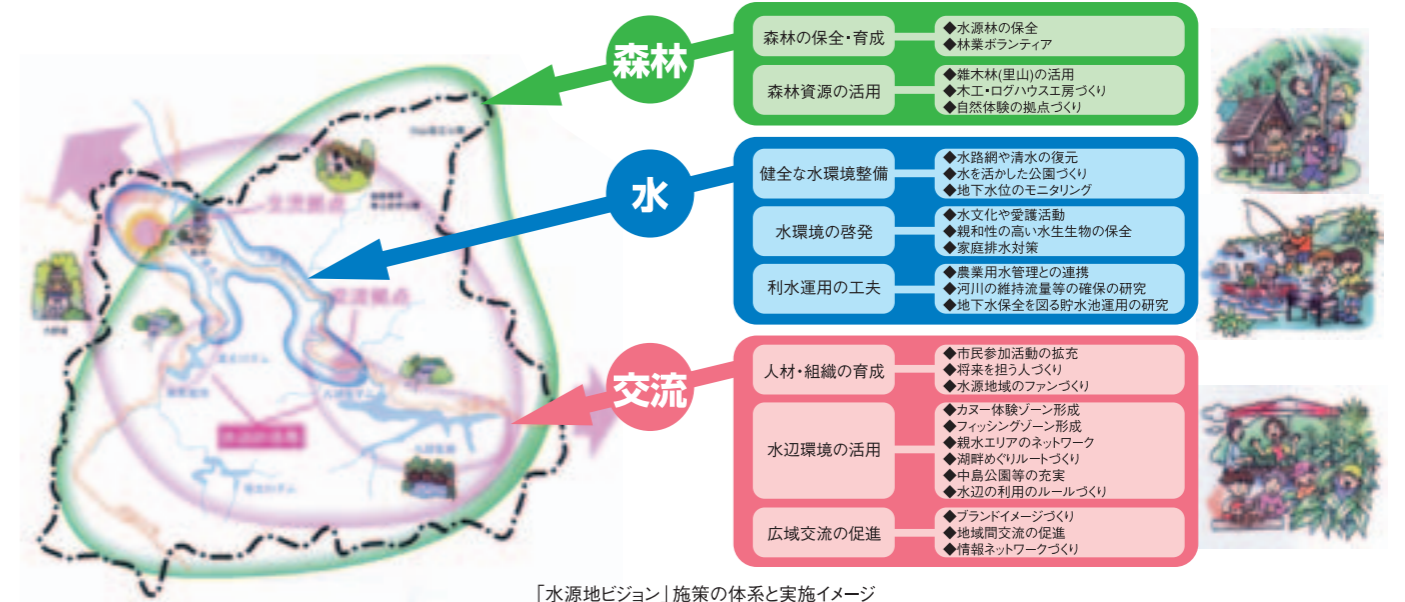 森林
森林の保全・育成
◆水源林の保全
◆林業ボランティア
森林資源の活用
◆雑木林(里山)の活用
◆木工・ログハウス工房づくり
◆自然体験の拠点づくり
水
健全な水環境整備
◆水路網や清水の復元
◆水を活かした公園づくり
◆地下水位のモニタリング
水環境の啓発
◆水文化や愛護活動
◆親和性の高い水生生物の保全
◆家庭排水対策
利水運用の工夫
◆農業用水管理との連携
◆河川の維持流量等の確保の研究
◆地下水保全を図る貯水池運用の研究
交流
人材・組織の育成
◆市民参加活動の拡充
◆将来を担う人づくり
◆水源地域のファンづくり
水辺環境の活用
◆カヌー体験ゾーン形成
◆フィッシングゾーン形成
◆親水エリアのネットワーク
◆湖畔めぐりルートづくり
◆中島公園等の充実
◆水辺の利用のルールづくり
広域交流の促進
◆ブランドイメージづくり
◆地域間交流の促進
◆情報ネットワークづくり
交流拠点
交流拠点
「水源地ビジョン」施策の体系と実施イメージ